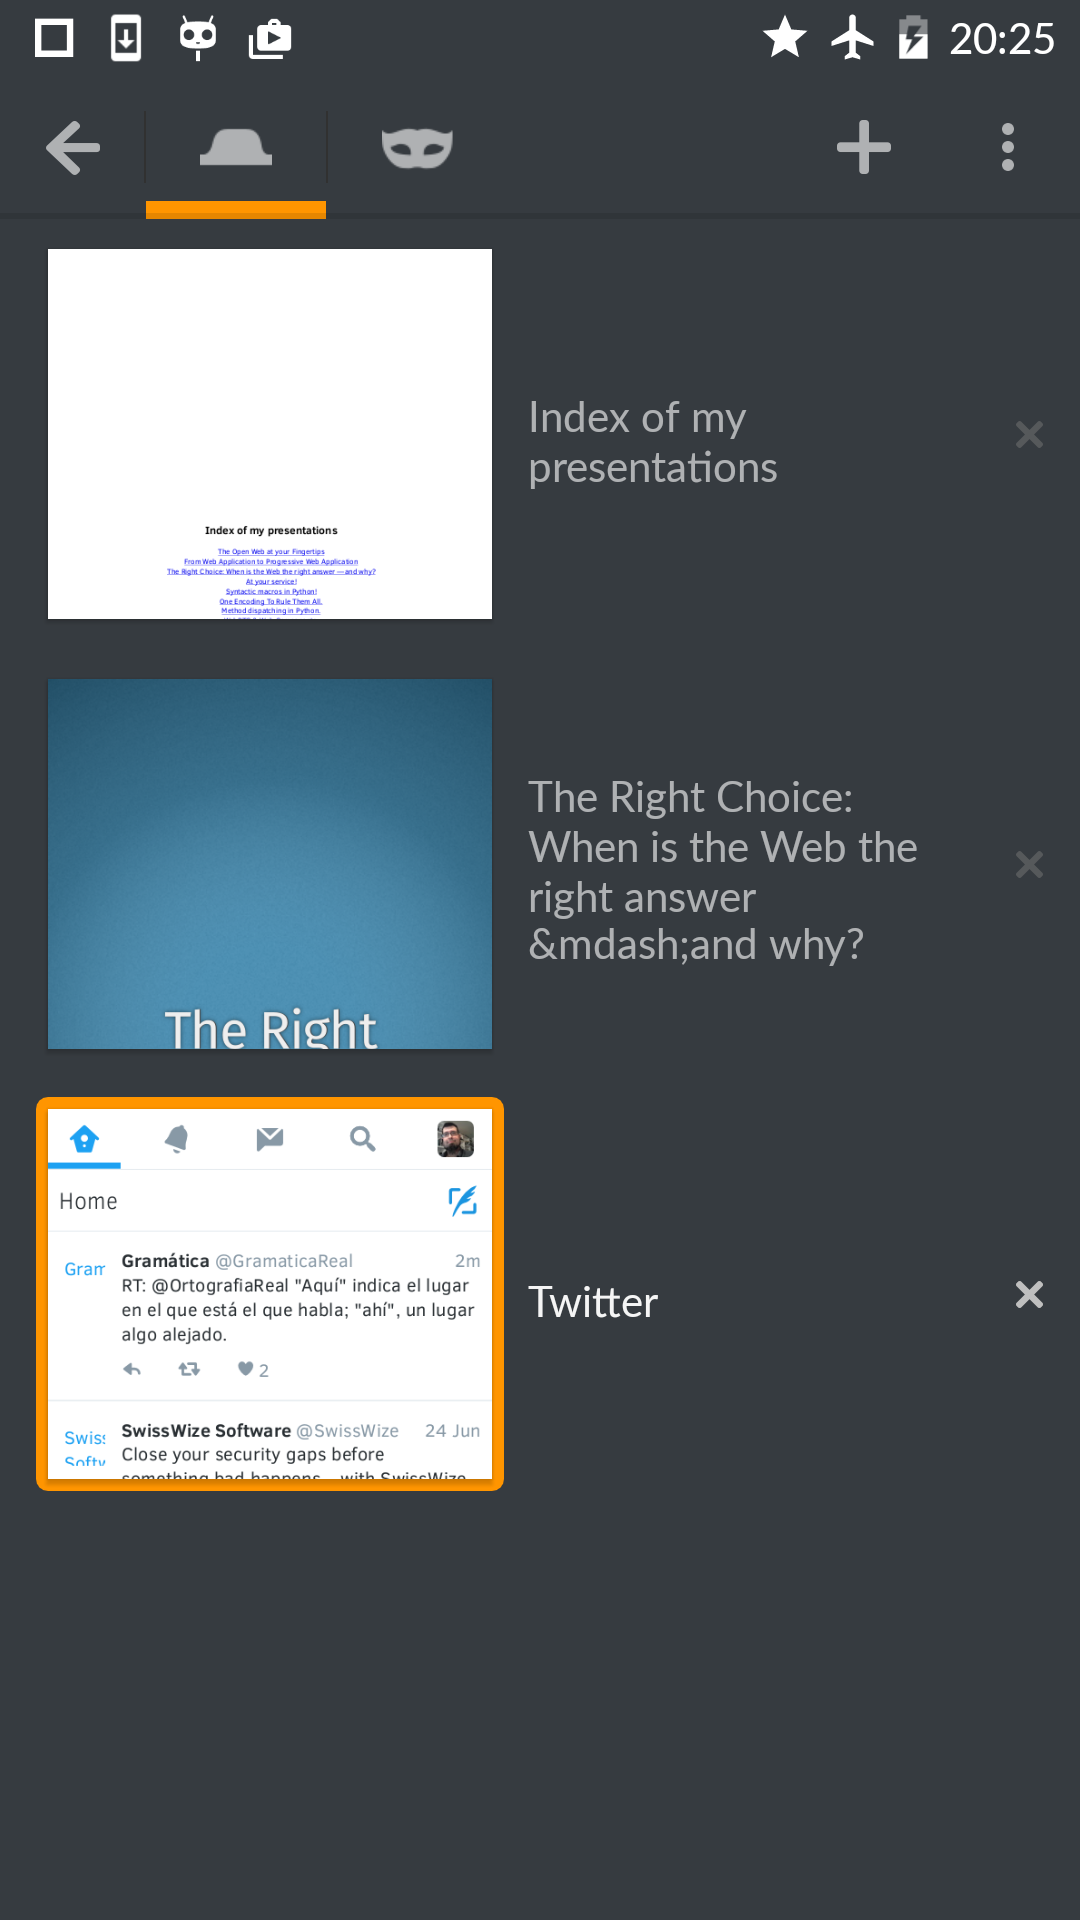 20:25
Index of my presentations
The Open Web at your Fingertips
From Web Application to Progressive Web Application
The Right Choice: When is the Web the right answer —and why?
At your service!
Syntactic macros in Python!
One Encoding To Rule Them All.
Method dispatching in Python.
Index of my
presentations
The Right
The Right Choice:
When is the Web the
right answer
&mdash;and why?
Home
Gram
Gramática @GramaticaReal 2m
RT: @OrtografiaReal "Aquí" indica el lugar
en el que está el que habla; "ahí", un lugar
algo alejado.
2
Swiss
Softw
SwissWize Software @SwissWize 24 Jun
Close your security gaps before
something bad happens... with SwissWize
Twitter